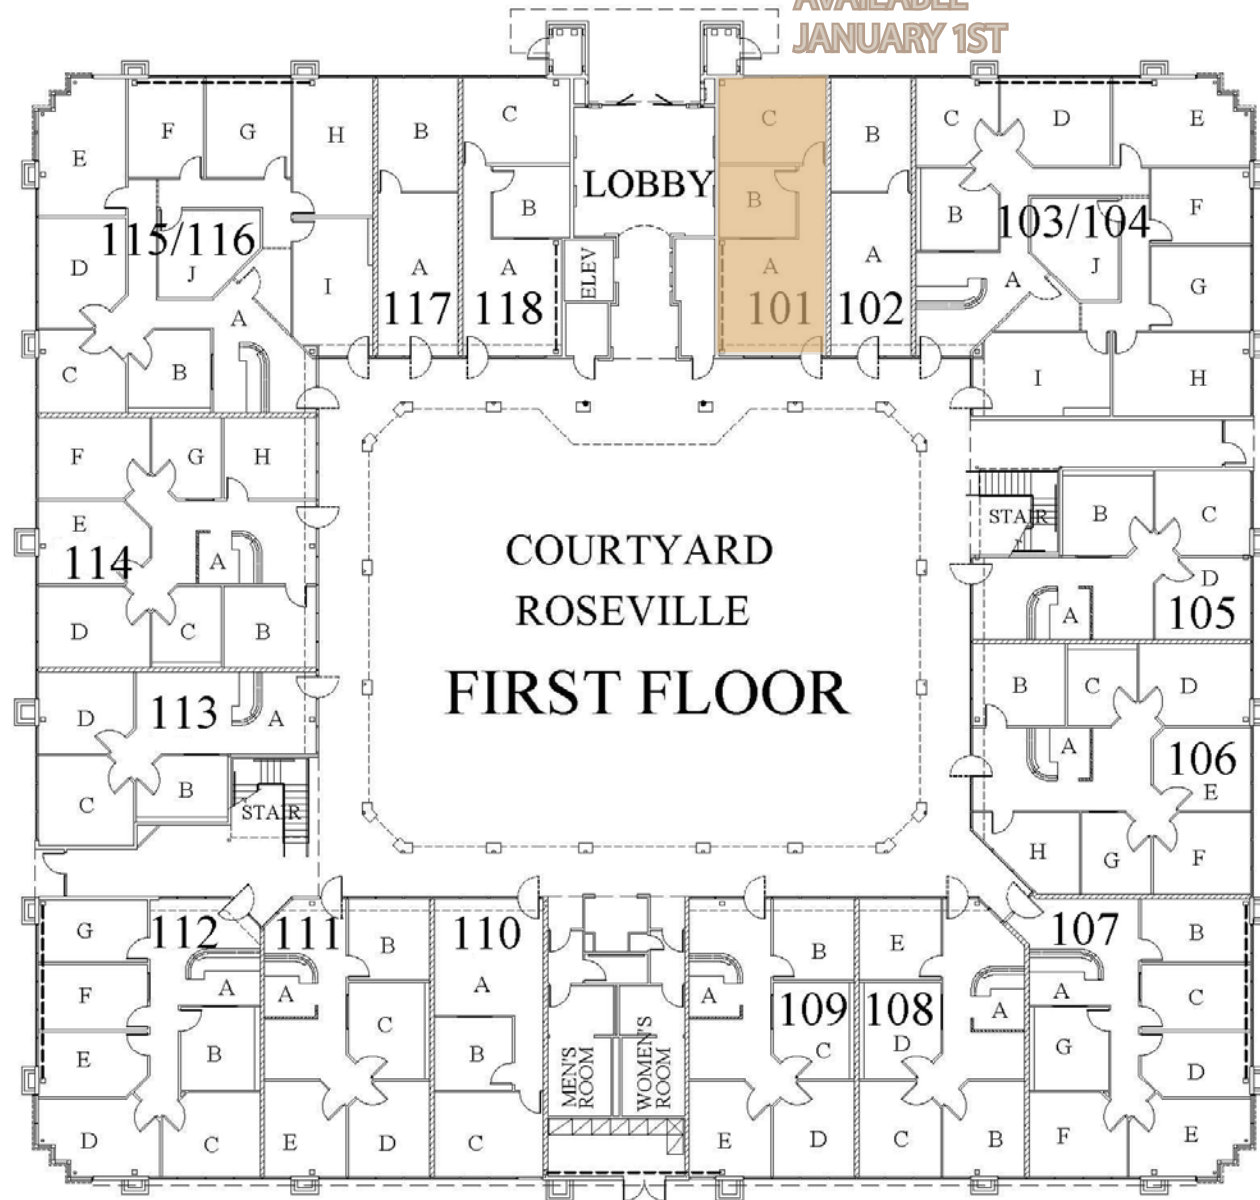 AVAILABLE
JANUARY 1ST
F
G
H
B
C
C
B
C
D
E
E
LOBBY
B
B
B
F
115/116
103/104
D
J
A
A
ELEV
A
A
A
J
G
I
117
118
101
102
A
C
B
I
H
F
G
H
E
114
A
STAIR
B
C
COURTYARD
ROSEVILLE
FIRST FLOOR
D
105
A
D
C
B
D
113
A
B
C
D
A
106
E
C
B
STAIR
H
G
F
G
112
111
B
110
B
E
107
B
F
A
A
A
A
109
108
A
A
C
E
B
C
B
MEN'S
ROOM
WOMEN'S
ROOM
C
D
G
D
D
C
E
D
C
E
D
C
B
F
E